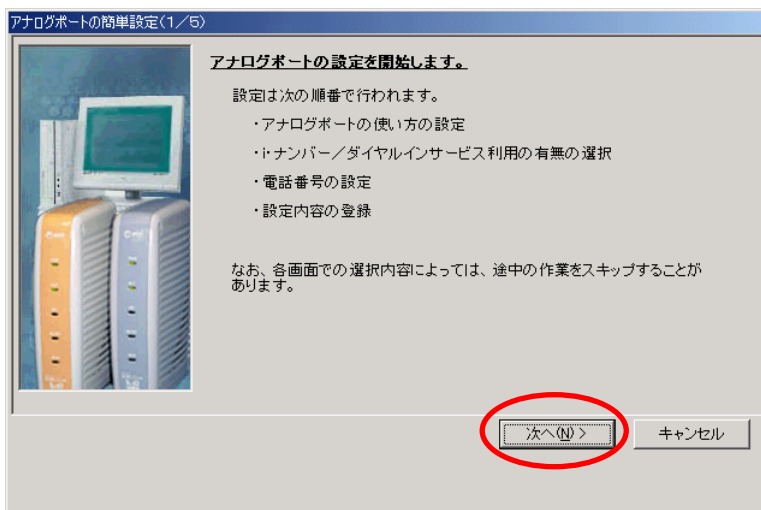 アナログポートの簡単設定(1/5)
アナログポートの設定を開始します。
設定は次の順番で行われます。
・アナログポートの使い方の設定
・i・ナンバー/ダイヤルインサービス利用の有無の選択
・電話番号の設定
・設定内容の登録
なお、各画面での選択内容によっては、途中の作業をスキップすることが
あります。
次へ(N) >
キャンセル